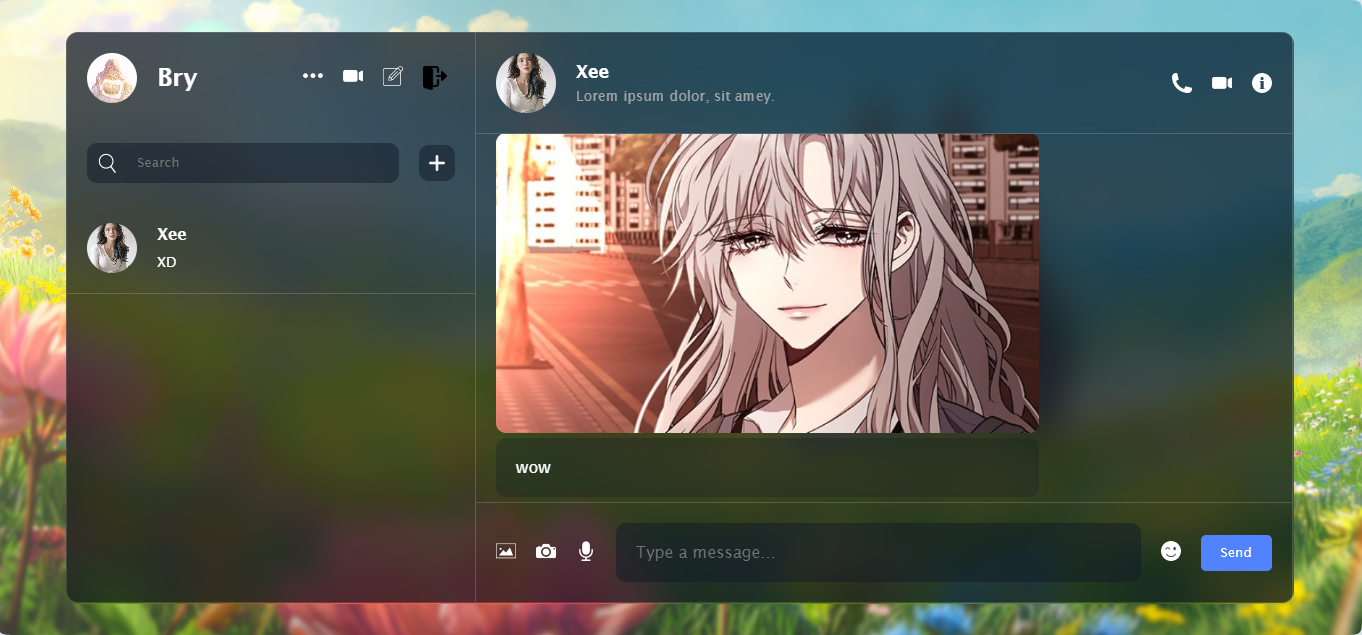 Bry
Search
Xee
XD
Xee
Lorem ipsum dolor, sit amey.
wow
Type a message...
Send